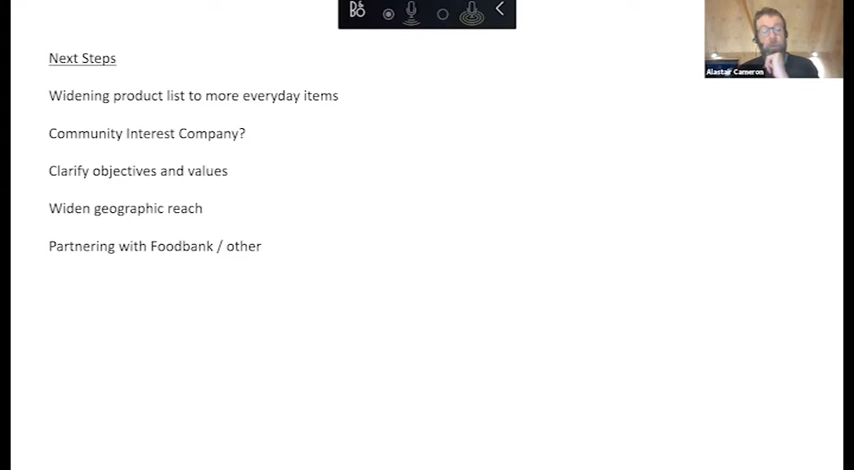 B&O
Next Steps
Widening product list to more everyday items
Community Interest Company?
Clarify objectives and values
Widen geographic reach
Partnering with Foodbank / other
Alastair Cameron